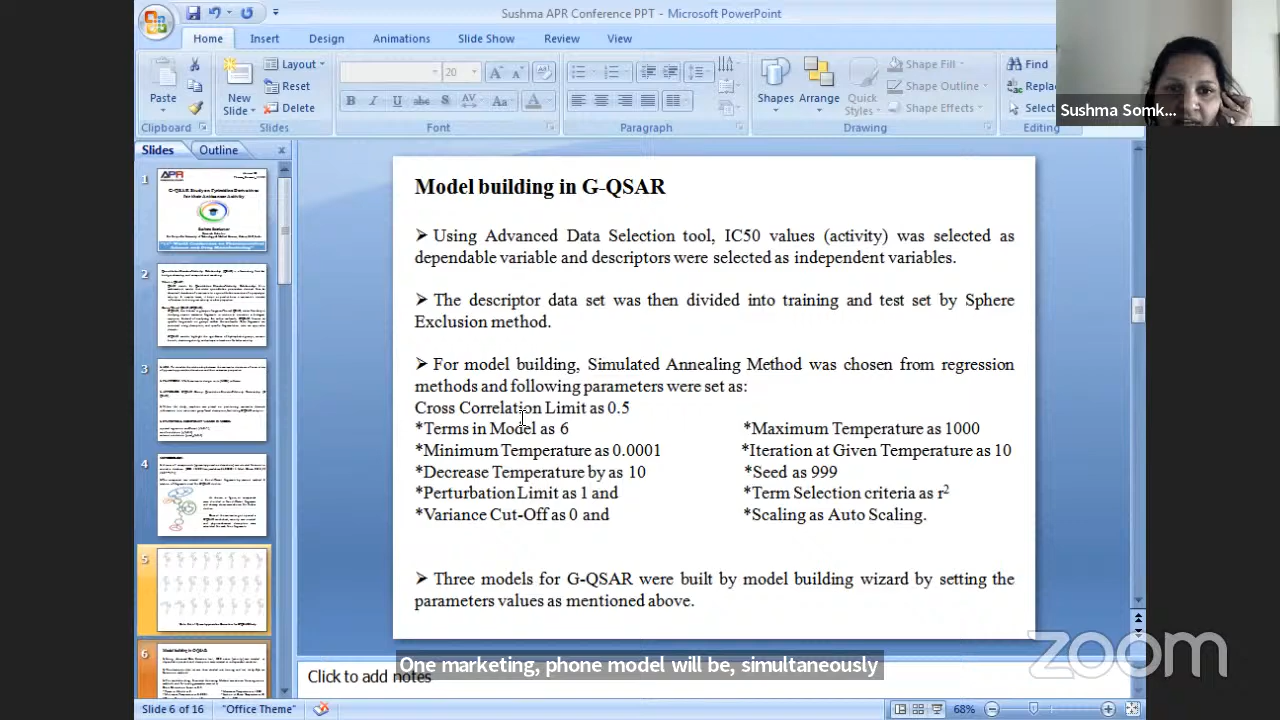 Sushma APR Conference PPT - Microsoft PowerPoint
Home Insert Design Animations Slide Show Review View
Paste
New Slide
Layout
Reset
Delete
20
Shapes Arrange Quick Styles
Shape Fill
Shape Outline
Shape Effects
Find
Replac
Select
Clipboard Slides Font Paragraph Drawing Editing
Sushma Somk...
Slides Outline
Model building in G-QSAR
Using Advanced Data Selection tool, IC50 values (activity) was selected as
dependable variable and descriptors were selected as independent variables.
The descriptor data set was then divided into training and test set by Sphere
Exclusion method.
For model building, Simulated Annealing Method was chosen from regression
methods and following parameters were set as:
Cross Correlation Limit as 0.5
*Terms in Model as 6 *Maximum Temperature as 1000
*Minimum Temperature as 0.0001 *Iteration at Given Temperature as 10
*Decrease Temperature by as 10 *Seed as 999
*Perturbation Limit as 1 and *Term Selection criteria as r²
*Variance Cut-Off as 0 and *Scaling as Auto Scaling.
Three models for G-QSAR were built by model building wizard by setting the
parameters values as mentioned above.
1
2
3
4
5
6
One marketing, phone model will be, simultaneously
Click to add notes
zoom
Slide 6 of 16 "Office Theme" 68%